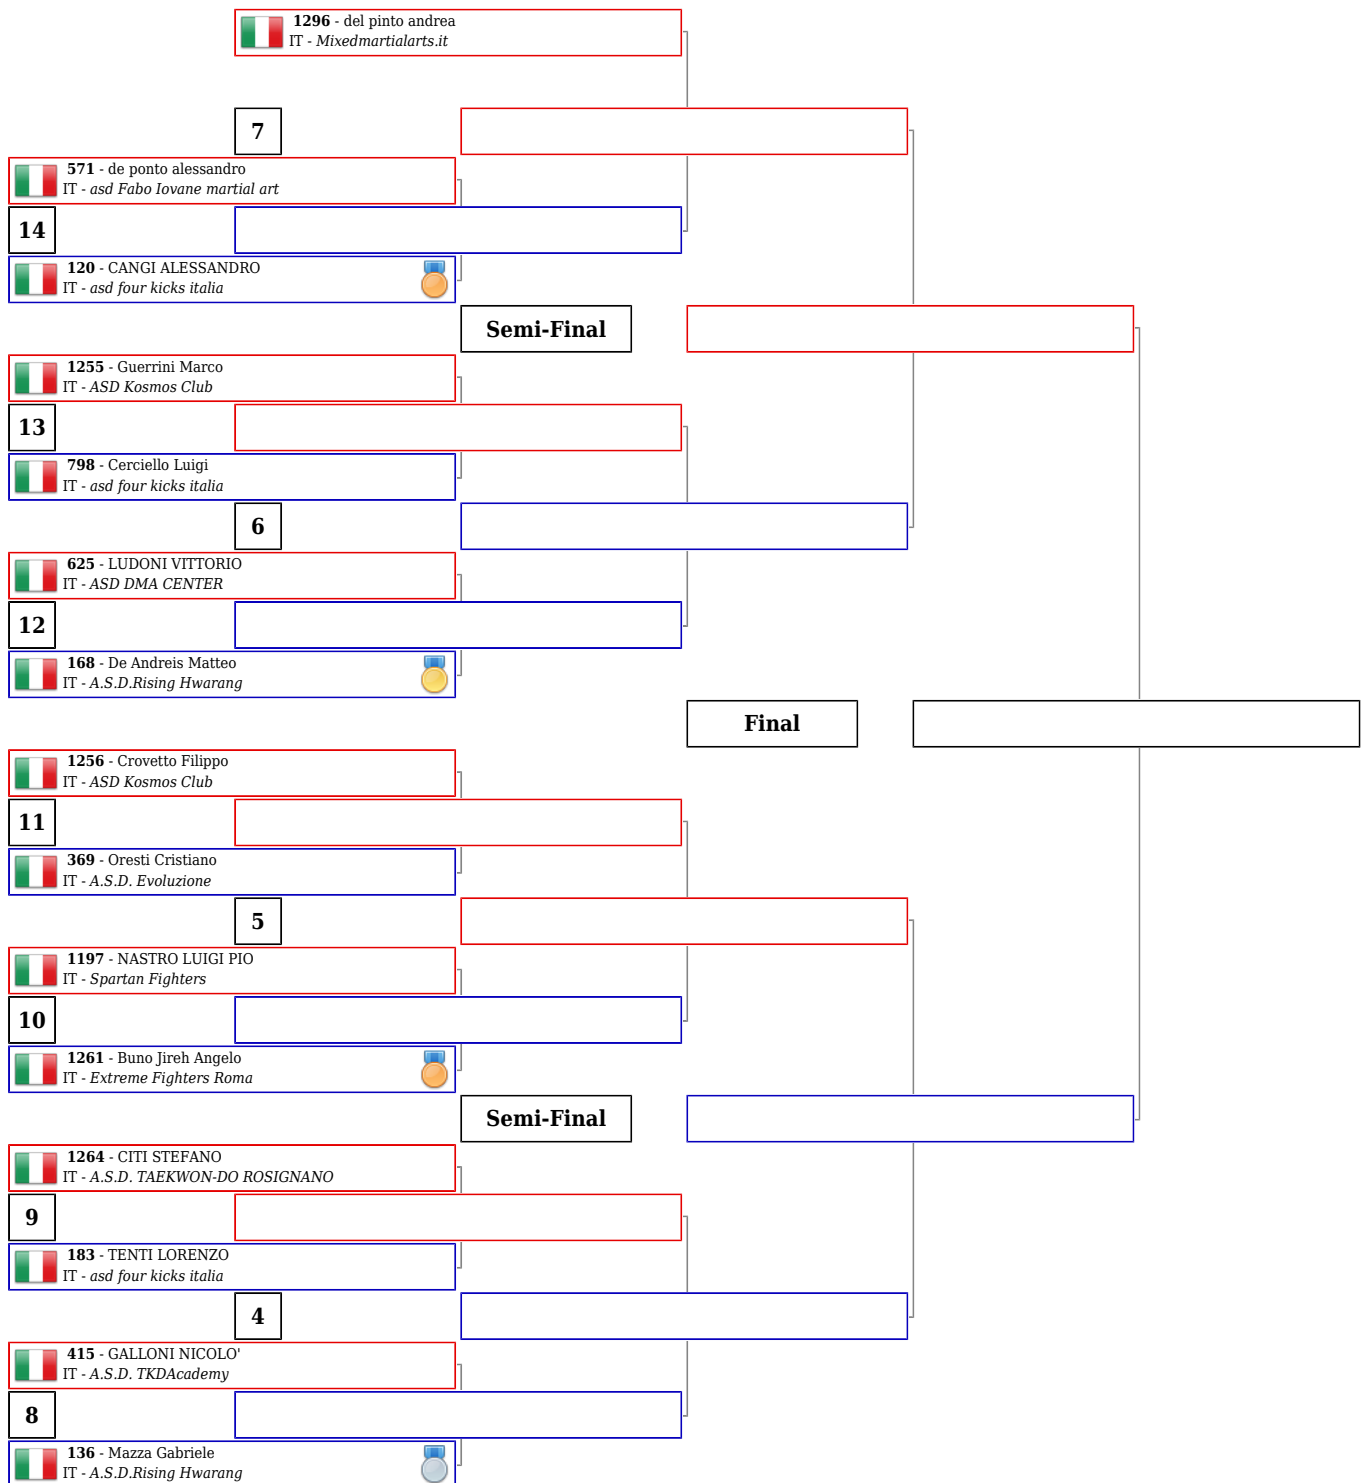 1296 - del pinto andrea
IT - Mixedmartialarts.it
7
571 - de ponto alessandro
IT - asd Fabo Iovane martial art
14
120 - CANGI ALESSANDRO
IT - asd four kicks italia
Semi-Final
1255 - Guerrini Marco
IT - ASD Kosmos Club
13
798 - Cerciello Luigi
IT - asd four kicks italia
6
625 - LUDONI VITTORIO
IT - ASD DMA CENTER
12
168 - De Andreis Matteo
IT - A.S.D.Rising Hwarang
Final
1256 - Crovetto Filippo
IT - ASD Kosmos Club
11
369 - Oresti Cristiano
IT - A.S.D. Evoluzione
5
1197 - NASTRO LUIGI PIO
IT - Spartan Fighters
10
1261 - Buno Jireh Angelo
IT - Extreme Fighters Roma
Semi-Final
1264 - CITI STEFANO
IT - A.S.D. TAEKWON-DO ROSIGNANO
9
183 - TENTI LORENZO
IT - asd four kicks italia
4
415 - GALLONI NICOLO'
IT - A.S.D. TKDAcademy
8
136 - Mazza Gabriele
IT - A.S.D.Rising Hwarang